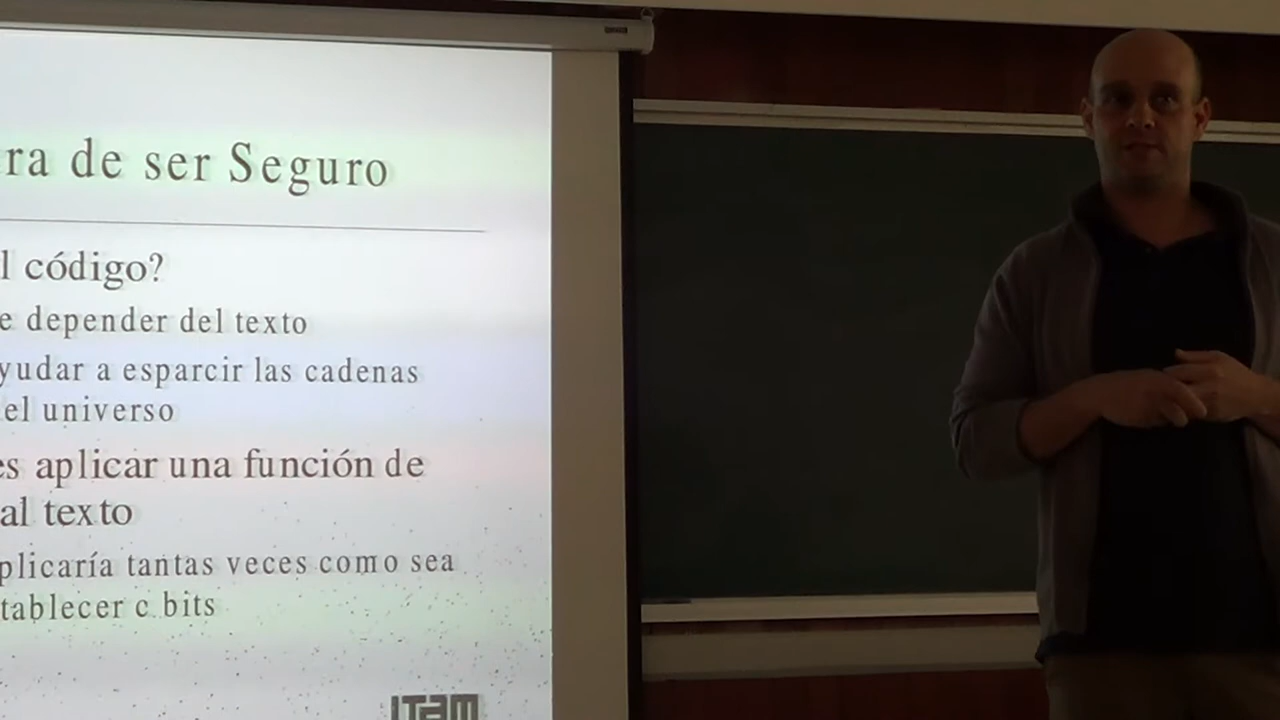 ra de ser Seguro
l código?
e depender del texto
yudar a esparcir las cadenas
el universo
es aplicar una función de
al texto
plicaría tantas veces como sea
tablecer c bits
ITAM